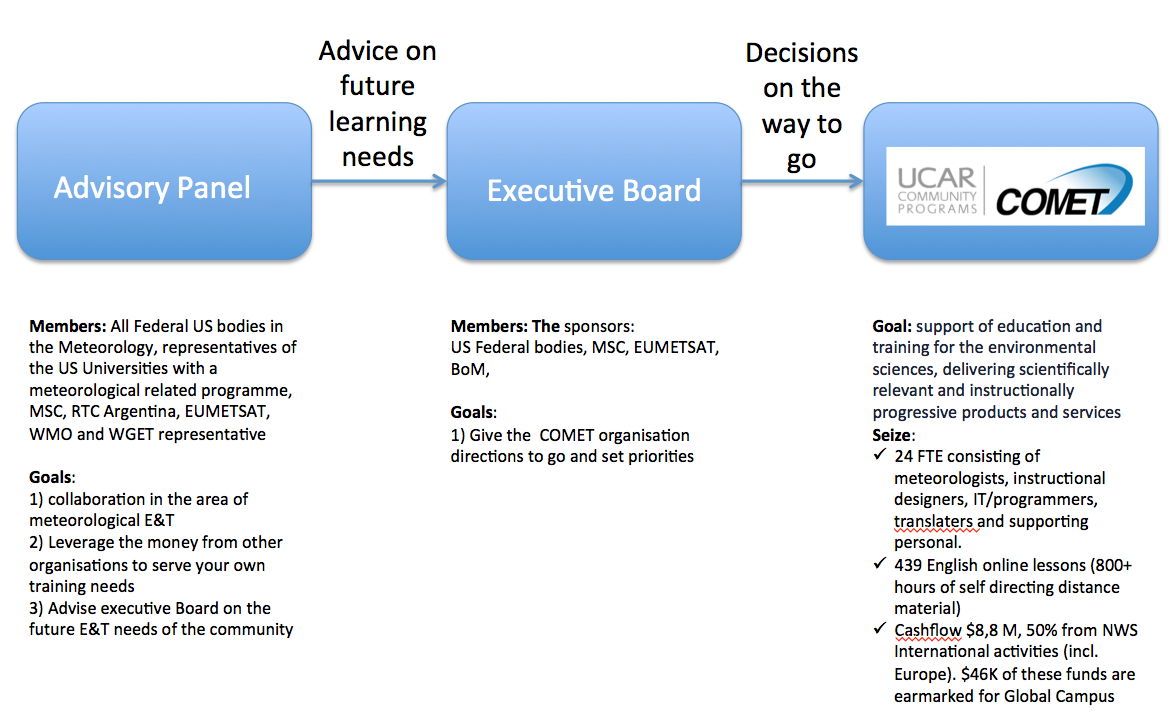 Advice on
future
learning
needs
Decisions
on the
way to
go
Advisory Panel
Executive Board
UCAR
COMMUNITY
PROGRAMS
COMET
Members: All Federal US bodies in
the Meteorology, representatives of
the US Universities with a
meteorological related programme,
MSC, RTC Argentina, EUMETSAT,
WMO and WGET representative
Goals:
1) collaboration in the area of
meteorological E&T
2) Leverage the money from other
organisations to serve your own
training needs
3) Advise executive Board on the
future E&T needs of the community
Members: The sponsors:
US Federal bodies, MSC, EUMETSAT,
BoM,
Goals:
1) Give the  COMET organisation
directions to go and set priorities
Goal: support of education and
training for the environmental
sciences, delivering scientifically
relevant and instructionally
progressive products and services
Seize:
✓ 24 FTE consisting of
meteorologists, instructional
designers, IT/programmers,
translaters and supporting
personal.
✓ 439 English online lessons (800+
hours of self directing distance
material)
✓ Cashflow $8,8 M, 50% from NWS
International activities (incl.
Europe). $46K of these funds are
earmarked for Global Campus